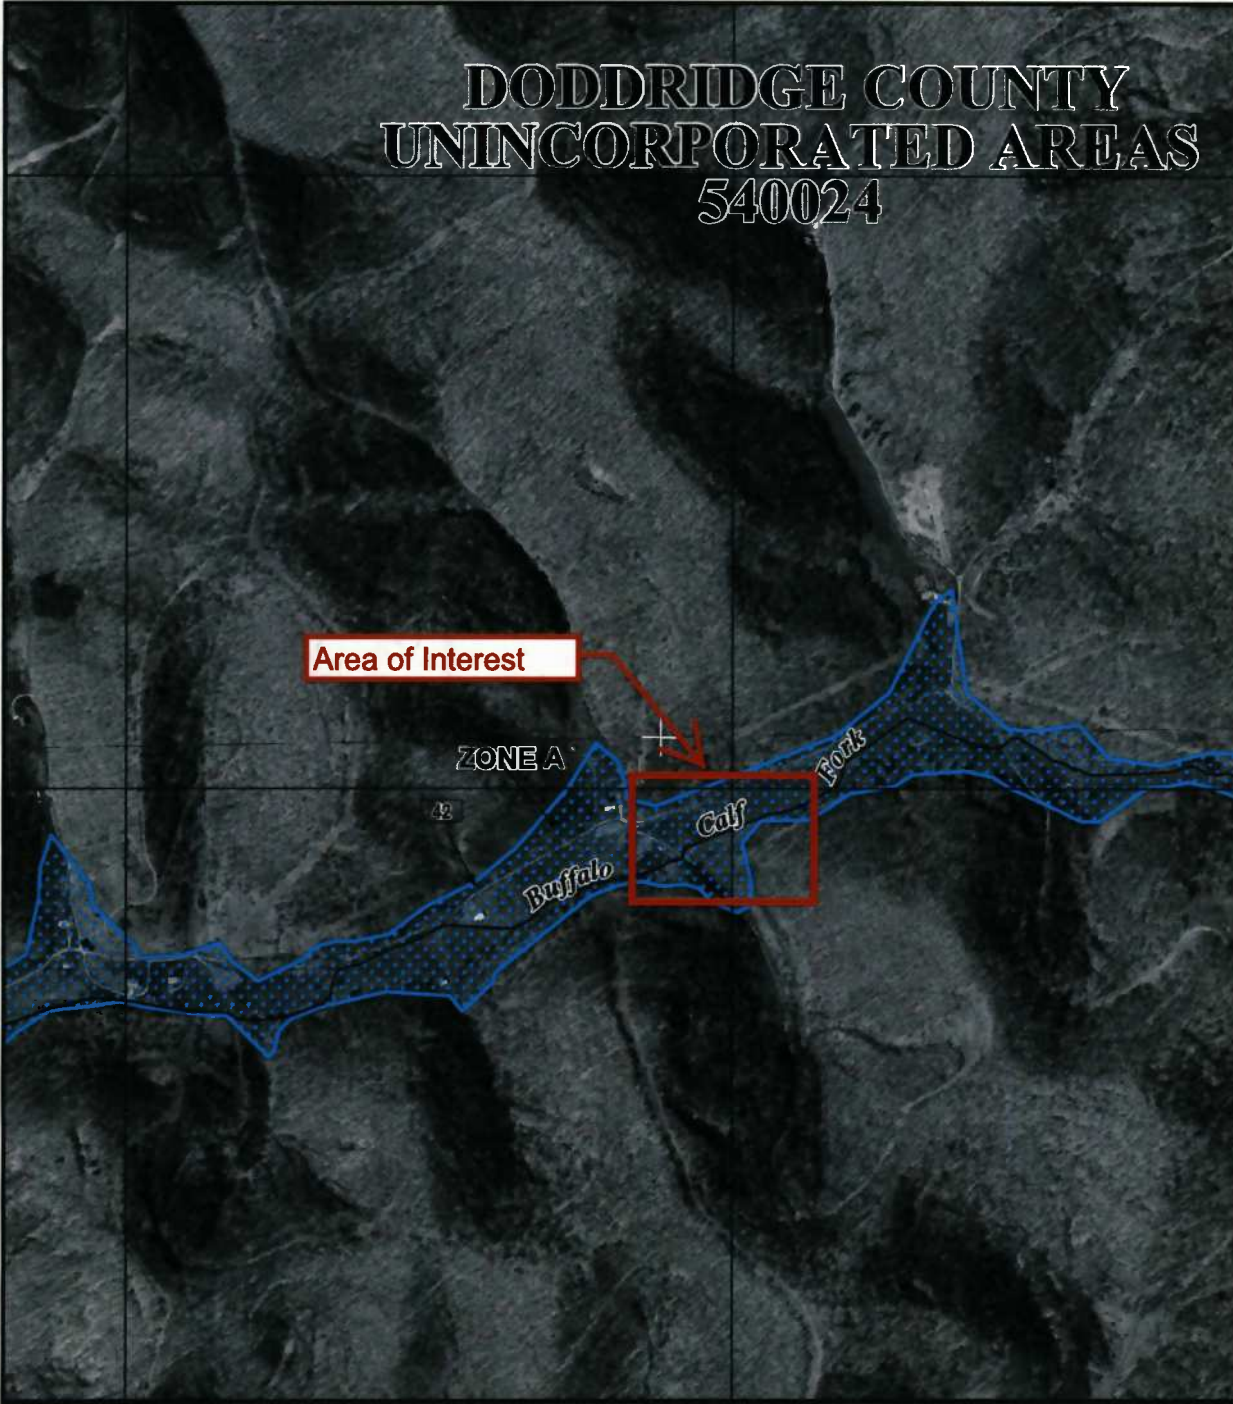 DODDRIDGE COUNTY
UNINCORPORATED AREAS
540024
Area of Interest
ZONE A
42
Buffalo Calf Fork